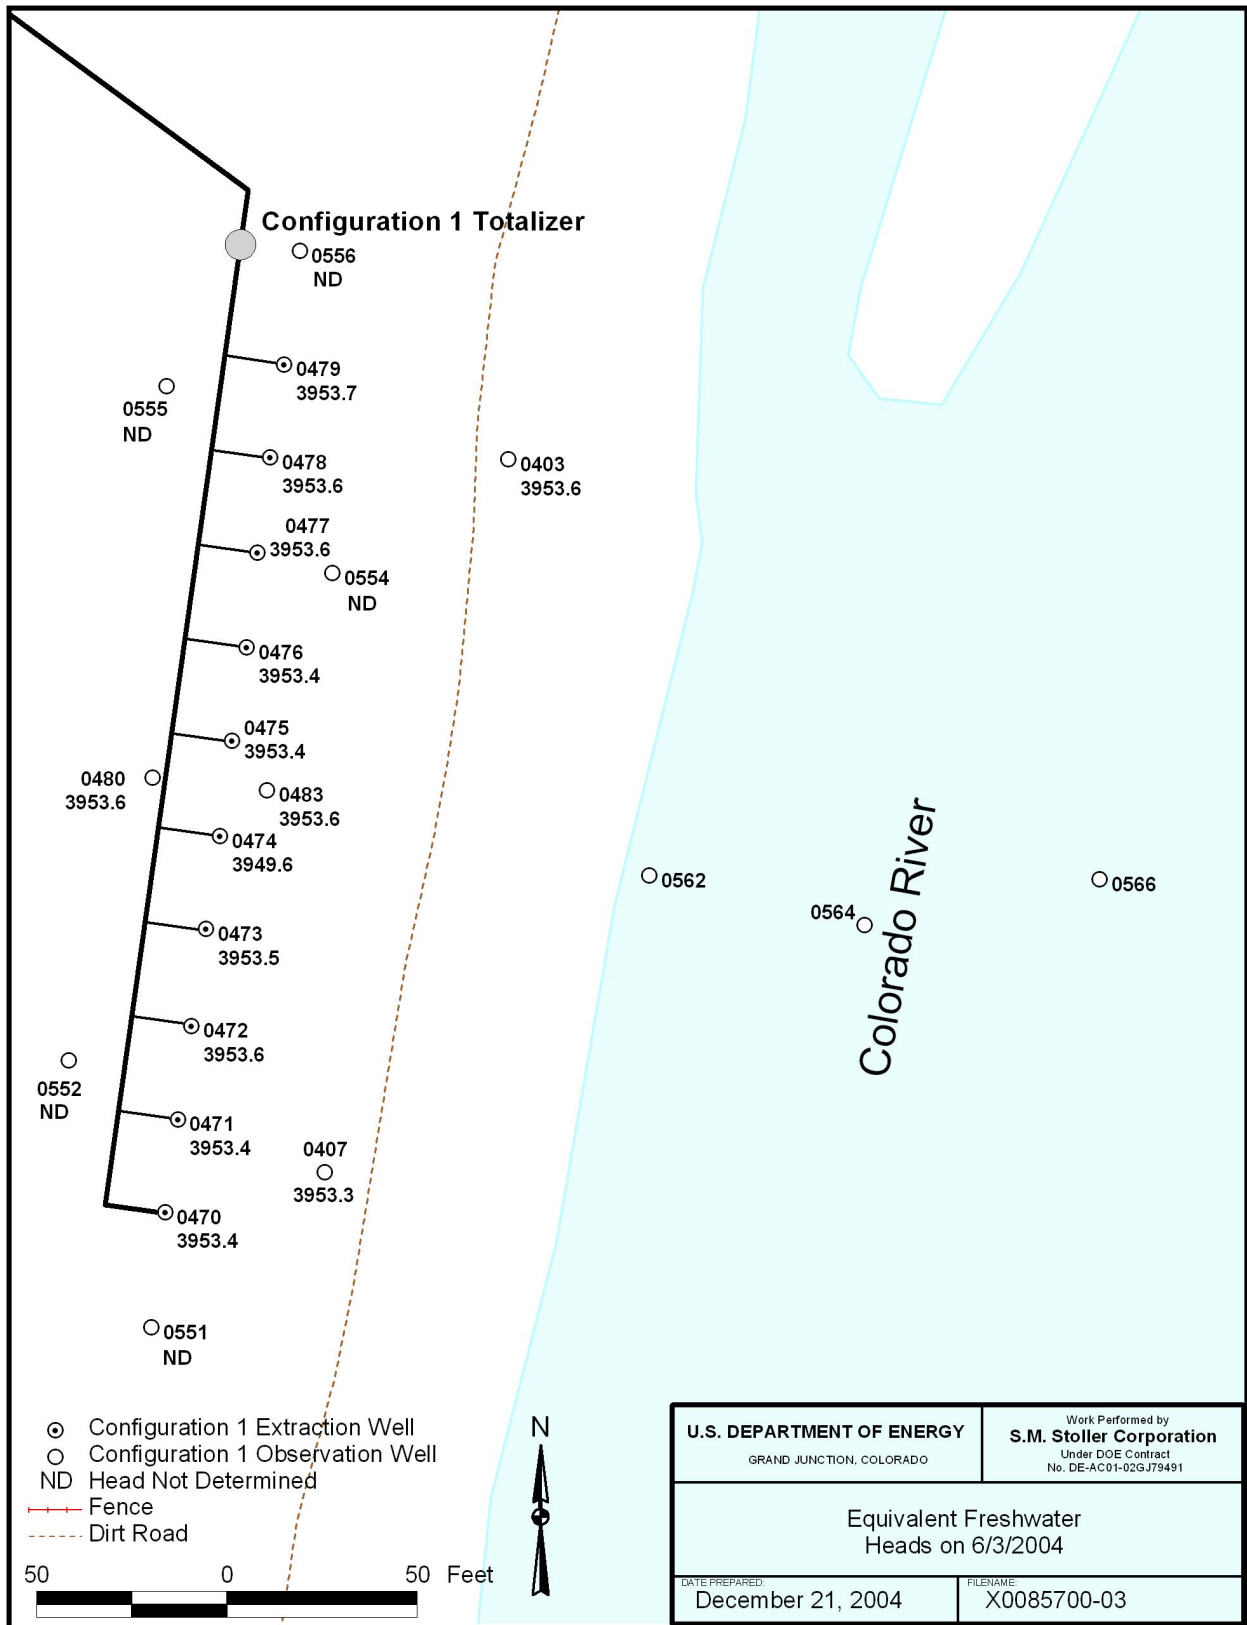 Configuration 1 Totalizer
0556
ND
0479
3953.7
0555
ND
0478
3953.6
0403
3953.6
0477
3953.6
0554
ND
0476
3953.4
0475
3953.4
0480
3953.6
0483
3953.6
0474
3949.6
0562
0566
0564
Colorado River
0473
3953.5
0472
3953.6
0552
ND
0471
3953.4
0407
3953.3
0470
3953.4
0551
ND
Configuration 1 Extraction Well
Configuration 1 Observation Well
ND Head Not Determined
Fence
Dirt Road
50 0 50 Feet
N
U.S. DEPARTMENT OF ENERGY
GRAND JUNCTION, COLORADO
Work Performed by
S.M. Stoller Corporation
Under DOE Contract
No. DE-AC01-02GJ79491
Equivalent Freshwater
Heads on 6/3/2004
DATE PREPARED:
December 21, 2004
FILENAME:
X0085700-03